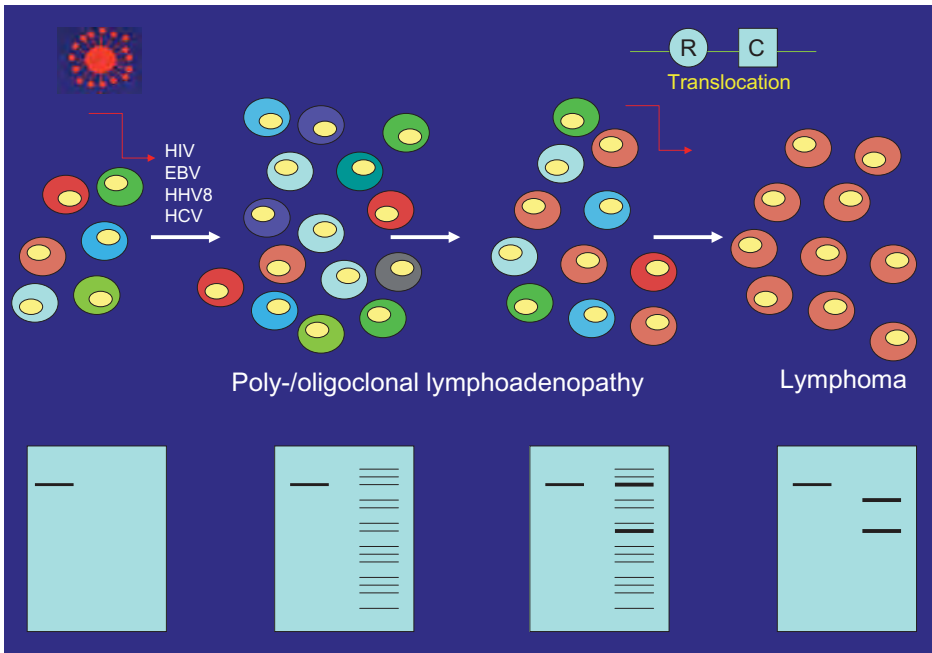 R C
Translocation
HIV
EBV
HHV8
HCV
Poly-/oligoclonal lymphoadenopathy
Lymphoma